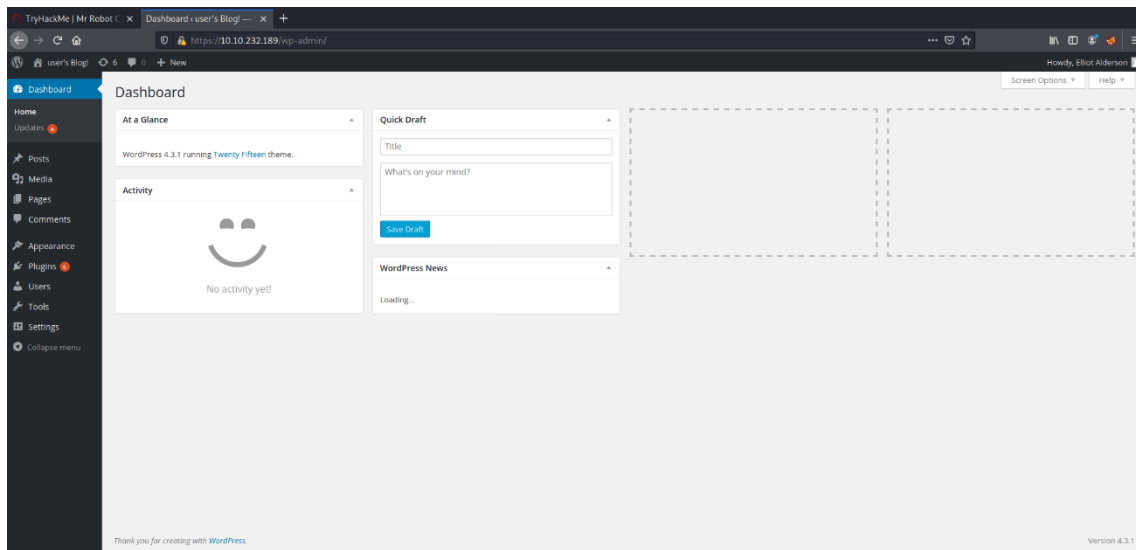 TryHackMe | Mr Robot C
Dashboard ‹ user's Blog! —
https://10.10.232.189/wp-admin/
user's Blog!
6
0
New
Howdy, Elliot Alderson
Dashboard
Home
Updates 6
Posts
Media
Pages
Comments
Appearance
Plugins 6
Users
Tools
Settings
Collapse menu
Dashboard
Screen Options
Help
At a Glance
WordPress 4.3.1 running Twenty Fifteen theme.
Activity
No activity yet!
Quick Draft
Title
What's on your mind?
Save Draft
WordPress News
Loading...
Thank you for creating with WordPress.
Version 4.3.1